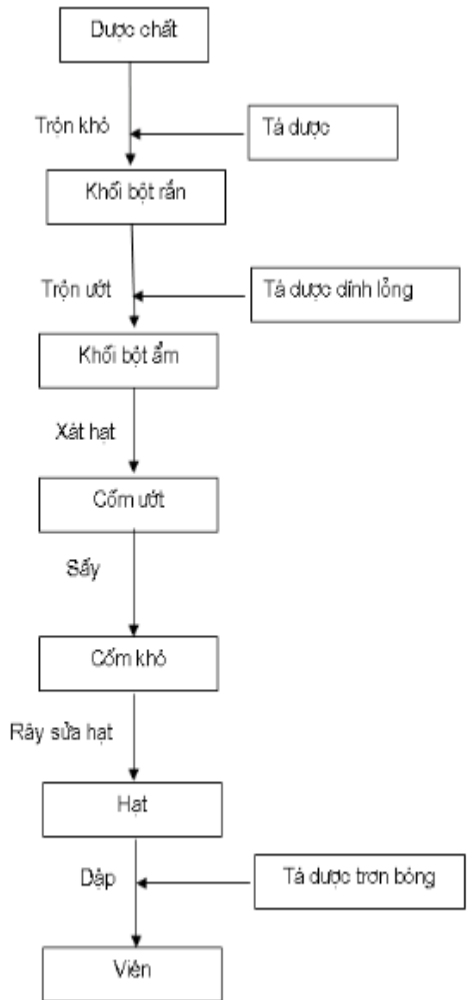 Dược chất
Trộn khô
Tá dược
Khối bột rắn
Trộn ướt
Tá dược dính lỏng
Khối bột ẩm
Xát hạt
Cốm ướt
Sấy
Cốm khô
Rây sửa hạt
Hạt
Dập
Tá dược trơn bóng
Viên